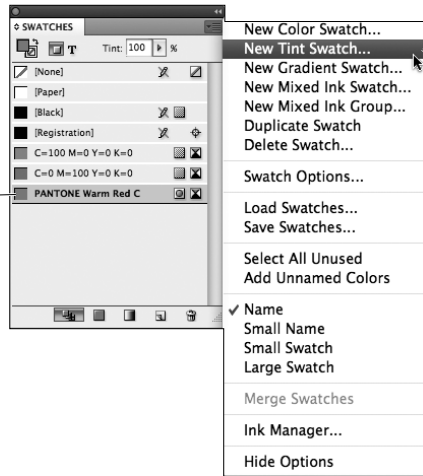 SWATCHES
T Tint: 100 %
[None]
[Paper]
[Black]
[Registration]
C=100 M=0 Y=0 K=0
C=0 M=100 Y=0 K=0
PANTONE Warm Red C
New Color Swatch...
New Tint Swatch...
New Gradient Swatch...
New Mixed Ink Swatch...
New Mixed Ink Group...
Duplicate Swatch
Delete Swatch...
Swatch Options...
Load Swatches...
Save Swatches...
Select All Unused
Add Unnamed Colors
✓ Name
Small Name
Small Swatch
Large Swatch
Merge Swatches
Ink Manager...
Hide Options